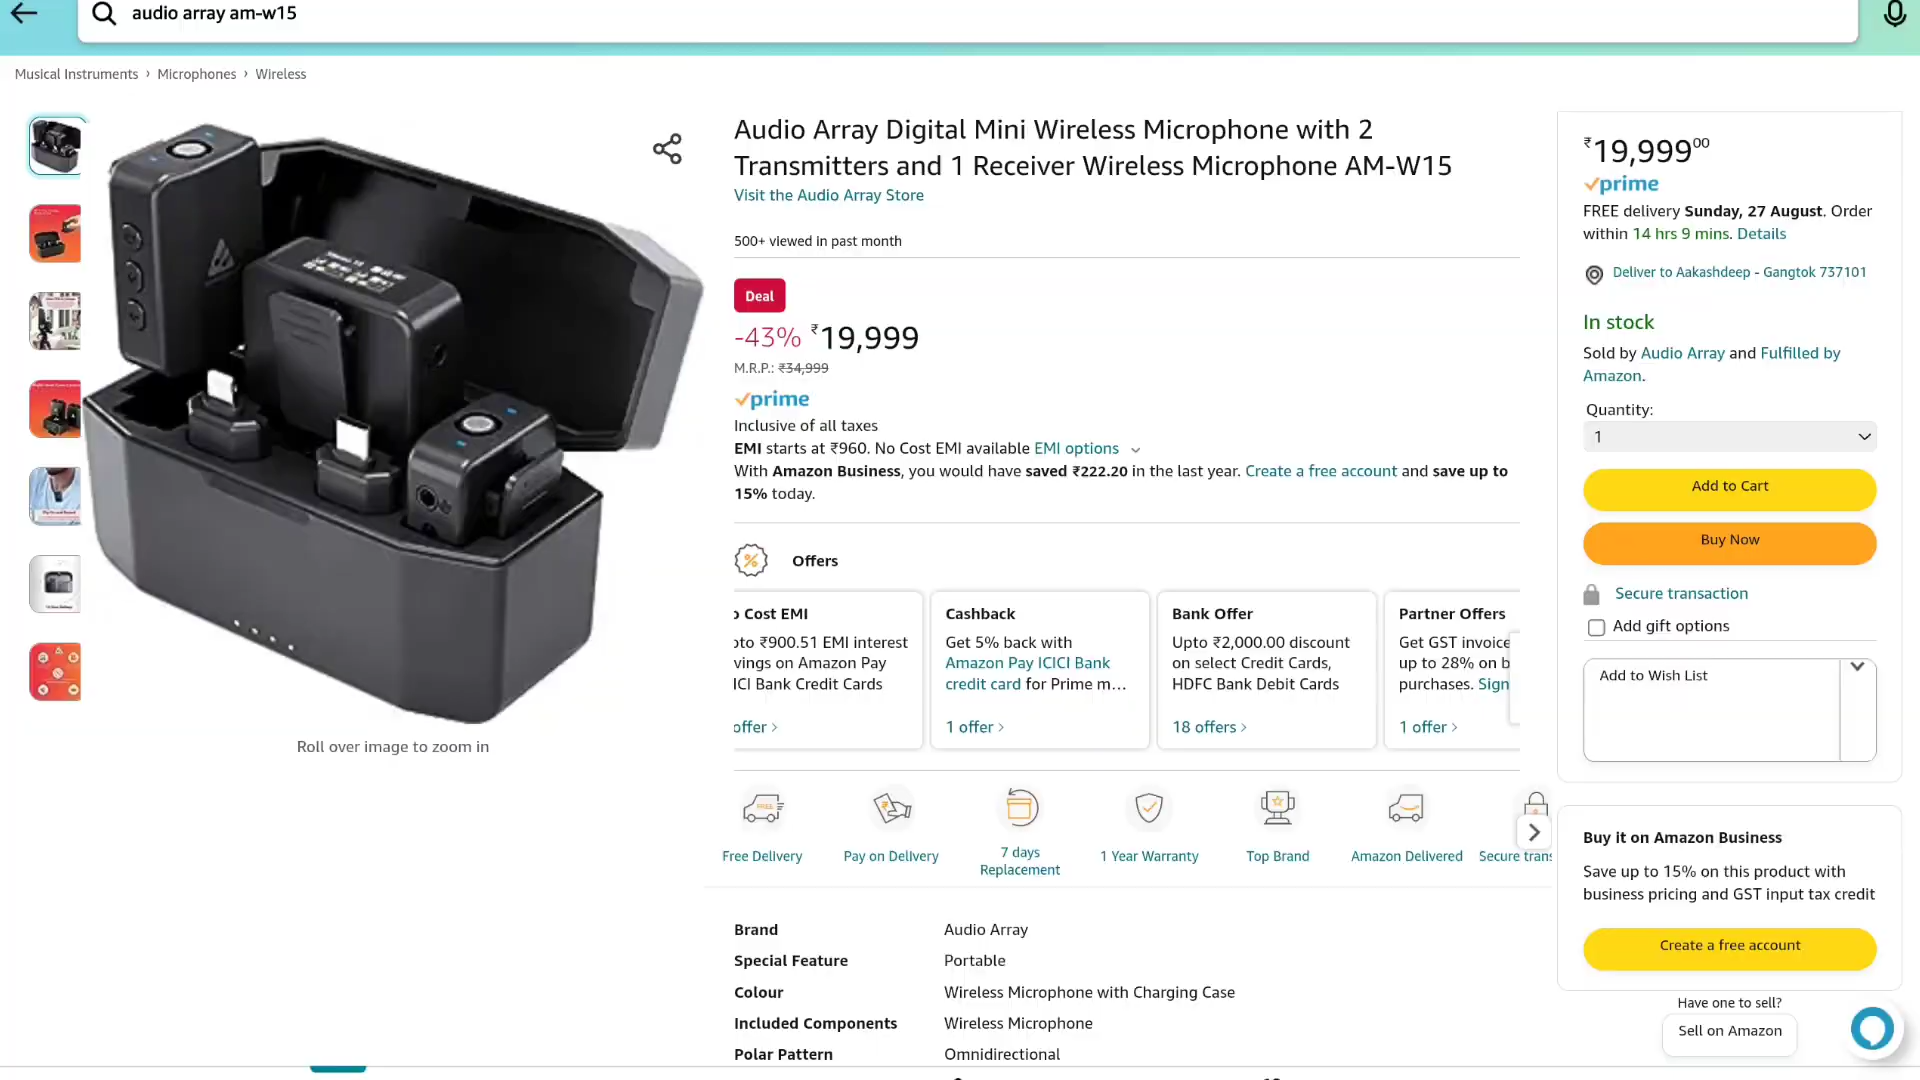 audio array am-w15
Musical Instruments › Microphones › Wireless
Audio Array Digital Mini Wireless Microphone with 2
Transmitters and 1 Receiver Wireless Microphone AM-W15
Visit the Audio Array Store
500+ viewed in past month
Deal
-43% ₹19,999
M.R.P.: ₹34,999
prime
Inclusive of all taxes
EMI starts at ₹960. No Cost EMI available EMI options
With Amazon Business, you would have saved ₹222.20 in the last year. Create a free account and save up to
15% today.
Offers
o Cost EMI
pto ₹900.51 EMI interest
vings on Amazon Pay
ICI Bank Credit Cards
offer ›
Cashback
Get 5% back with
Amazon Pay ICICI Bank
credit card for Prime m...
1 offer ›
Bank Offer
Upto ₹2,000.00 discount
on select Credit Cards,
HDFC Bank Debit Cards
18 offers ›
Partner Offers
Get GST invoice
up to 28% on b
purchases. Sign
1 offer ›
FREE
Free Delivery
Pay on Delivery
7 days
Replacement
1 Year Warranty
Top Brand
Amazon Delivered
Secure trans
Brand Audio Array
Special Feature Portable
Colour Wireless Microphone with Charging Case
Included Components Wireless Microphone
Polar Pattern Omnidirectional
Roll over image to zoom in
₹19,99900
prime
FREE delivery Sunday, 27 August. Order
within 14 hrs 9 mins. Details
Deliver to Aakashdeep - Gangtok 737101
In stock
Sold by Audio Array and Fulfilled by
Amazon.
Quantity:
1
Add to Cart
Buy Now
Secure transaction
Add gift options
Add to Wish List
Buy it on Amazon Business
Save up to 15% on this product with
business pricing and GST input tax credit
Create a free account
Have one to sell?
Sell on Amazon